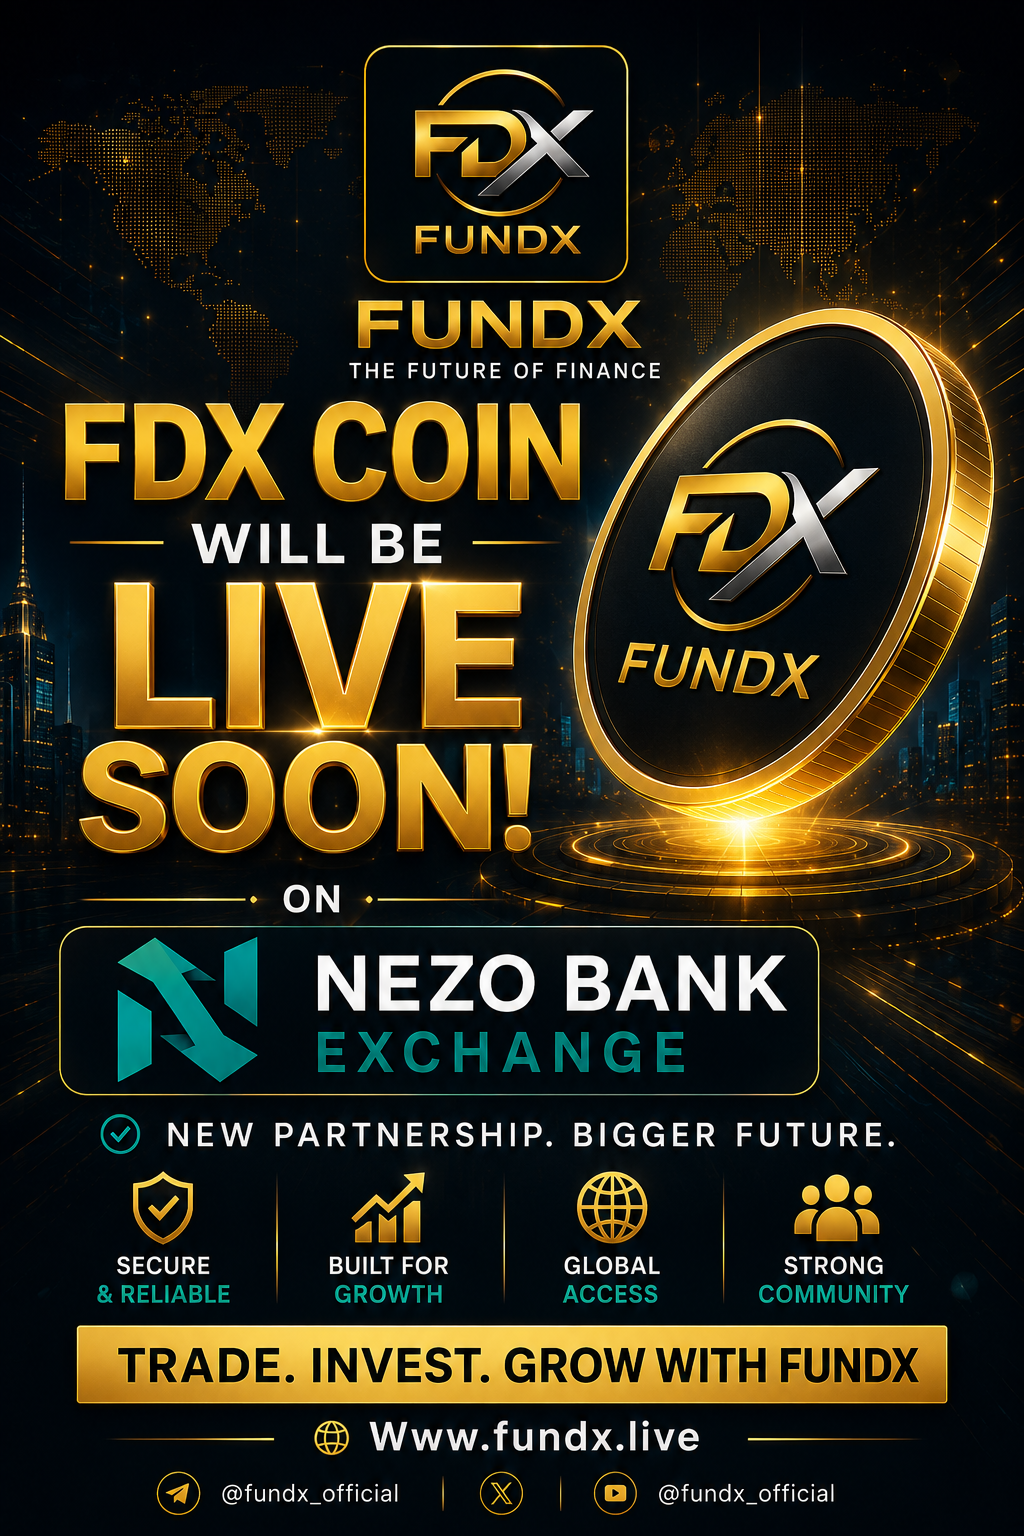 FDX
FUNDX
FUNDX
THE FUTURE OF FINANCE
FDX COIN
WILL BE
LIVE
SOON!
FDX
FUNDX
ON
NEZO BANK
EXCHANGE
NEW PARTNERSHIP. BIGGER FUTURE.
SECURE
& RELIABLE
BUILT FOR
GROWTH
GLOBAL
ACCESS
STRONG
COMMUNITY
TRADE. INVEST. GROW WITH FUNDX
Www.fundx.live
@fundx_official
@fundx_official